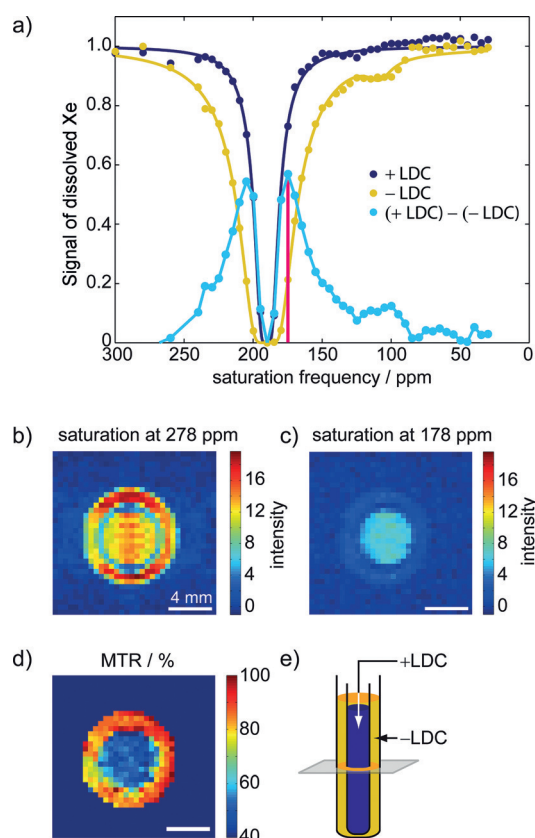 a)
Signal of dissolved Xe
1.0
0.8
0.6
0.4
0.2
0
300 250 200 150 100 50 0
saturation frequency / ppm
+ LDC
− LDC
(+ LDC) − (− LDC)
b) saturation at 278 ppm
16
12
8
4
0
intensity
4 mm
c) saturation at 178 ppm
16
12
8
4
0
intensity
d) MTR / %
100
80
60
40
e)
+LDC
−LDC